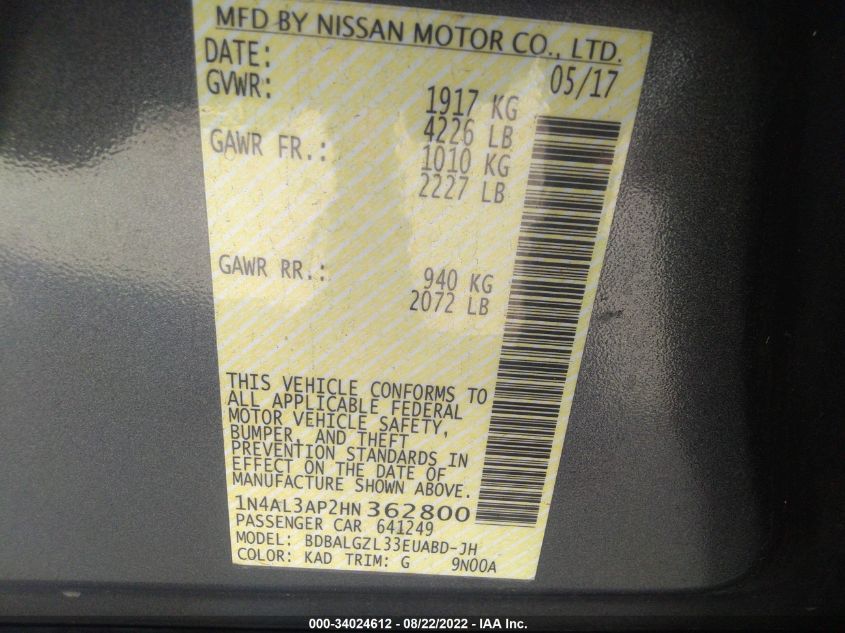 MFD BY NISSAN MOTOR CO., LTD.
DATE: 05/17
GVWR: 1917 KG
4226 LB
GAWR FR.: 1010 KG
2227 LB
GAWR RR.: 940 KG
2072 LB
THIS VEHICLE CONFORMS TO
ALL APPLICABLE FEDERAL
MOTOR VEHICLE SAFETY,
BUMPER, AND THEFT
PREVENTION STANDARDS IN
EFFECT ON THE DATE OF
MANUFACTURE SHOWN ABOVE.
1N4AL3AP2HN362800
PASSENGER CAR 641249
MODEL: BDBALGZL33EUABD-JH
COLOR: KAD TRIM: G 9N00A
000-34024612 - 08/22/2022 - IAA Inc.